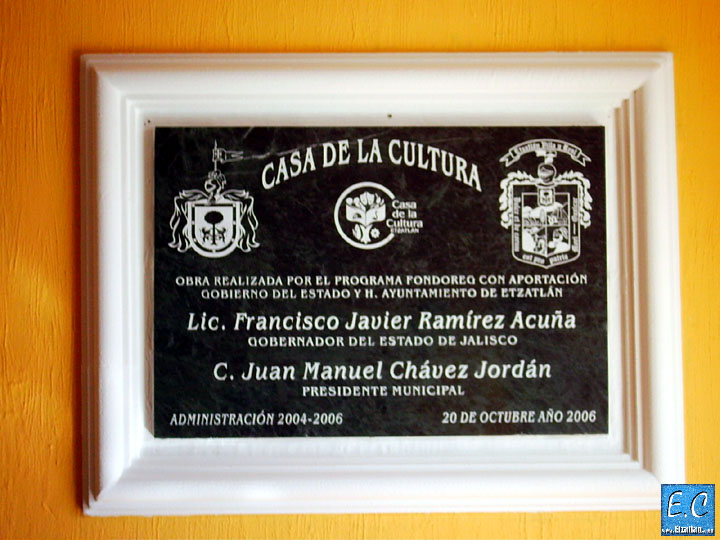 CASA DE LA CULTURA
Casa
de la
Cultura
ETZATLÁN
OBRA REALIZADA POR EL PROGRAMA FONDOREG CON APORTACIÓN
GOBIERNO DEL ESTADO Y H. AYUNTAMIENTO DE ETZATLÁN
Lic. Francisco Javier Ramírez Acuña
GOBERNADOR DEL ESTADO DE JALISCO
C. Juan Manuel Chávez Jordán
PRESIDENTE MUNICIPAL
ADMINISTRACIÓN 2004-2006
20 DE OCTUBRE AÑO 2006
E.C